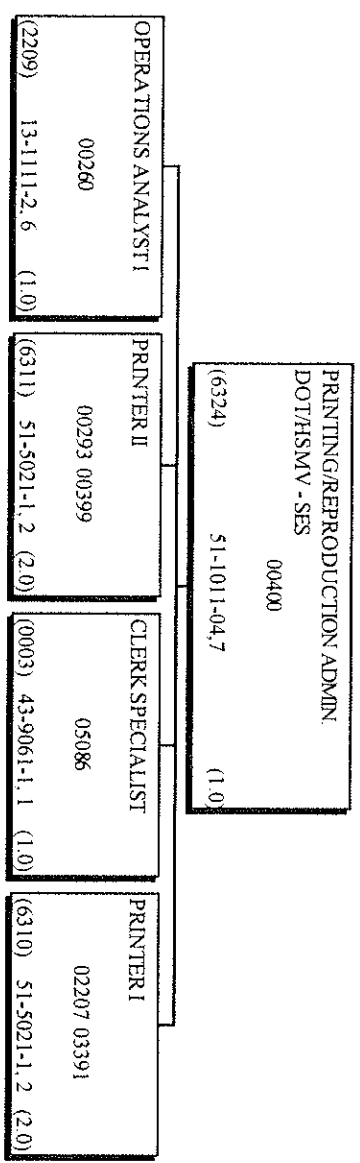 PRINTING/REPRODUCTION ADMIN.
DOT/HSMV - SES
00400
(6324) 51-1011-04,7 (1.0)
OPERATIONS ANALYST I
00260
(2209) 13-1111-2, 6 (1.0)
PRINTER II
00293 00399
(6311) 51-5021-1, 2 (2.0)
CLERK SPECIALIST
05086
(0003) 43-9061-1, 1 (1.0)
PRINTER I
02207 03391
(6310) 51-5021-1, 2 (2.0)